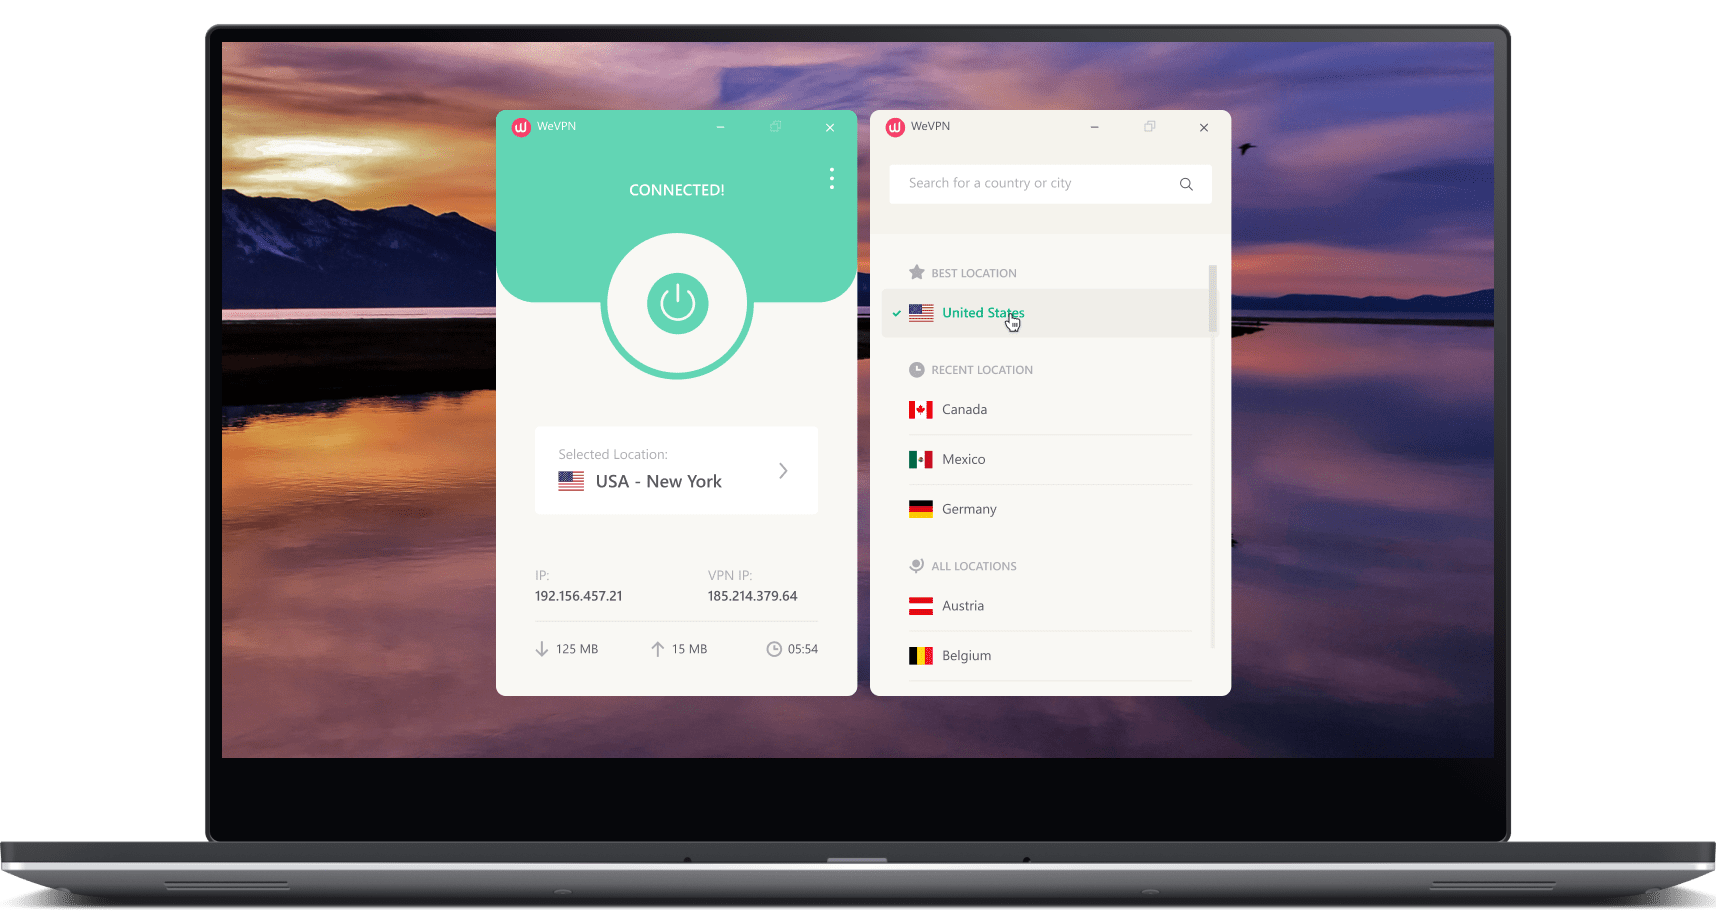 WeVPN
CONNECTED!
Selected Location:
USA - New York
IP:
192.156.457.21
VPN IP:
185.214.379.64
125 MB
15 MB
05:54
WeVPN
Search for a country or city
BEST LOCATION
United States
RECENT LOCATION
Canada
Mexico
Germany
ALL LOCATIONS
Austria
Belgium